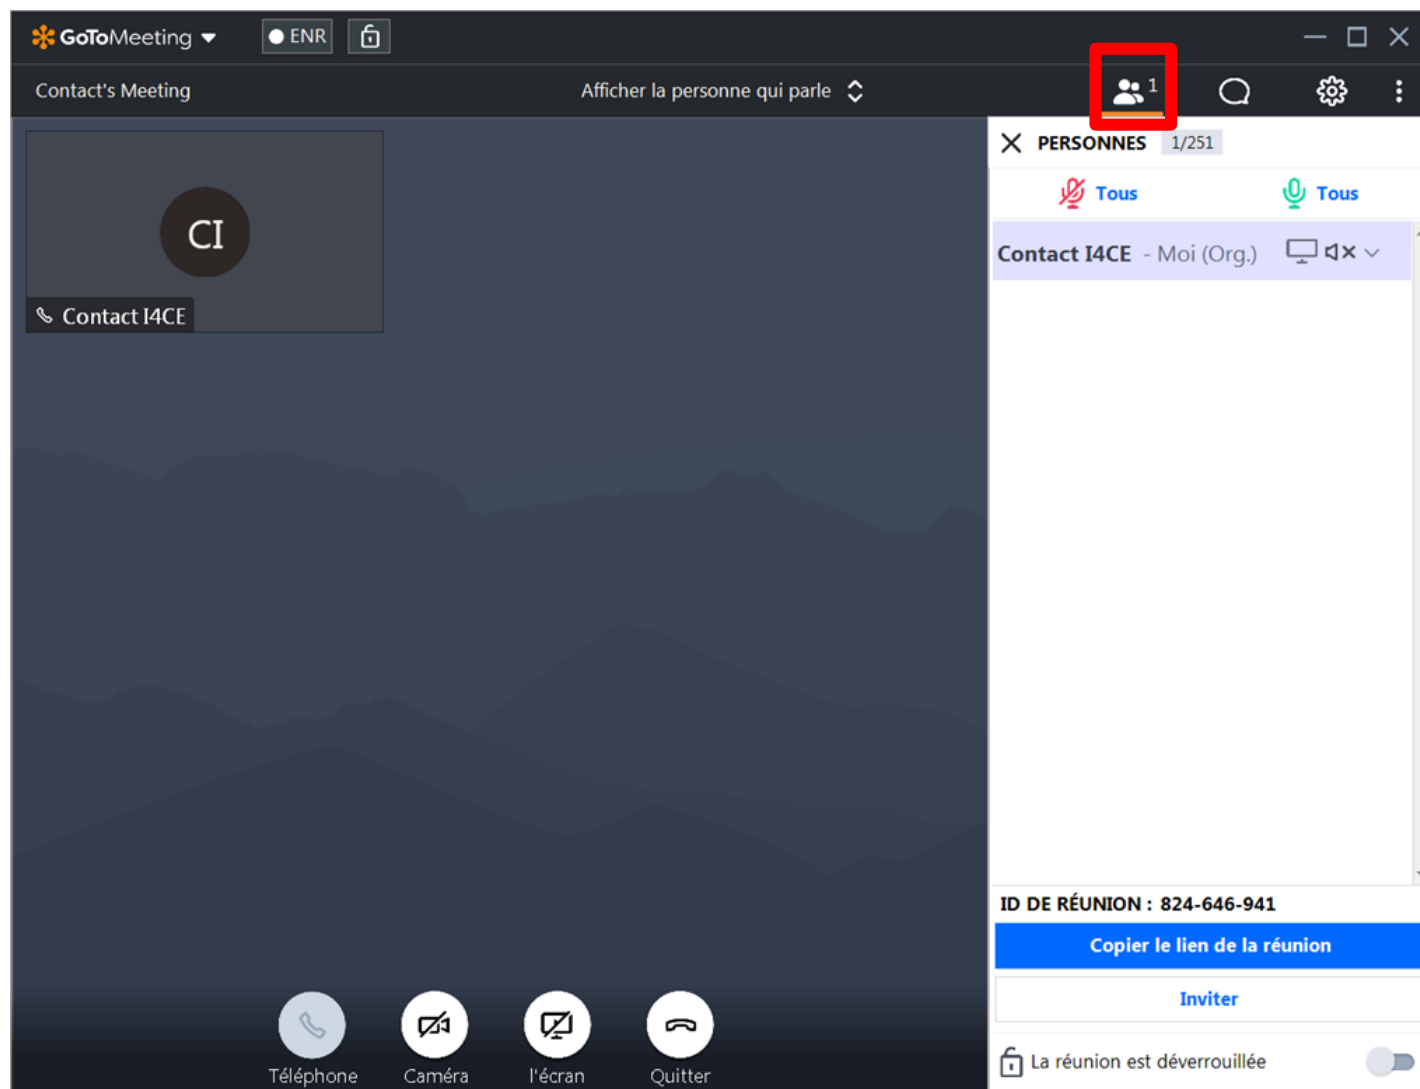 GoToMeeting
ENR
Contact's Meeting
Afficher la personne qui parle
1
PERSONNES 1/251
Tous
Tous
CI
Contact I4CE - Moi (Org.)
Contact I4CE
ID DE RÉUNION : 824-646-941
Copier le lien de la réunion
Inviter
La réunion est déverrouillée
Téléphone
Caméra
l'écran
Quitter